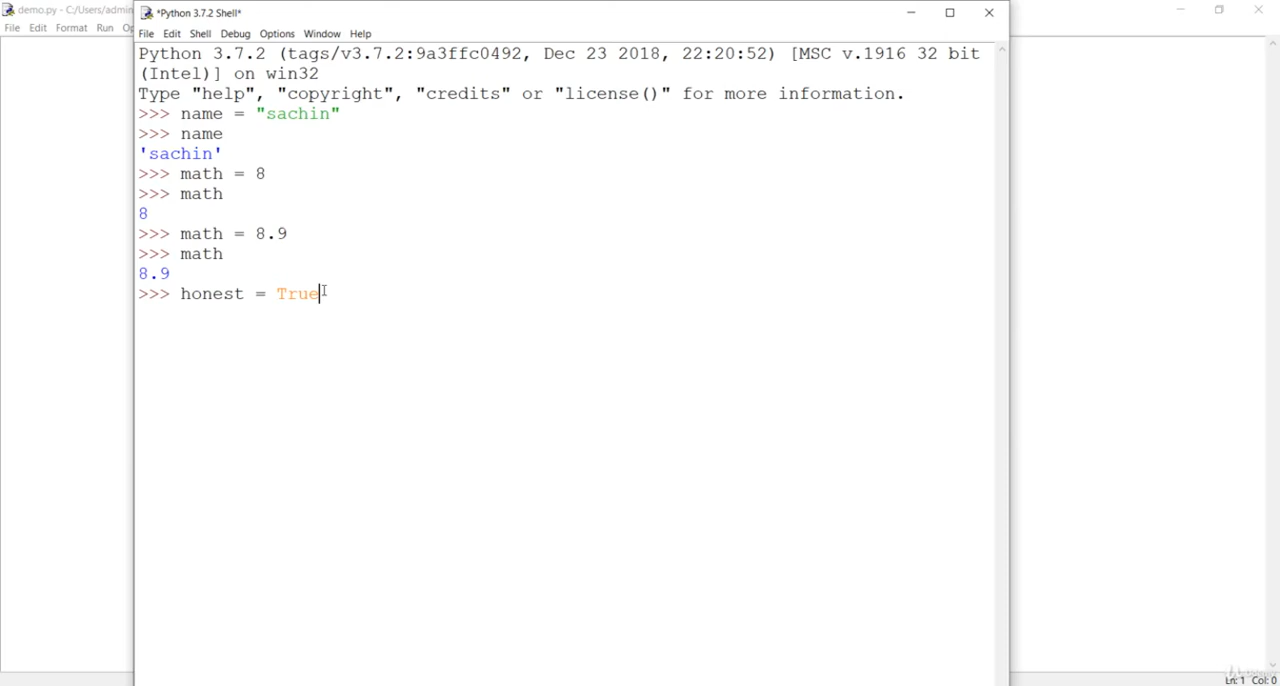 demo.py - C:/Users/admin
File Edit Format Run Op
*Python 3.7.2 Shell*
File Edit Shell Debug Options Window Help
Python 3.7.2 (tags/v3.7.2:9a3ffc0492, Dec 23 2018, 22:20:52) [MSC v.1916 32 bit
(Intel)] on win32
Type "help", "copyright", "credits" or "license()" for more information.
>>> name = "sachin"
>>> name
'sachin'
>>> math = 8
>>> math
8
>>> math = 8.9
>>> math
8.9
>>> honest = True
Ln: 1 Col: 0